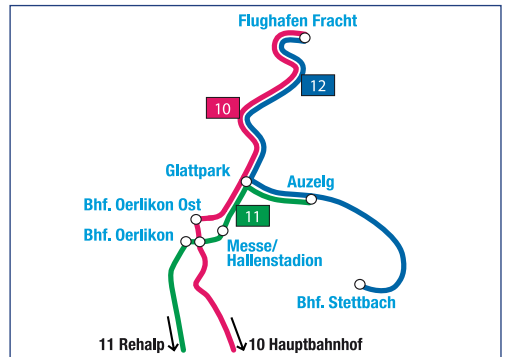 Flughafen Fracht
12
10
Glattpark
Auzelg
Bhf. Oerlikon Ost
11
Bhf. Oerlikon
Messe/
Hallenstadion
Bhf. Stettbach
11 Rehalp
10 Hauptbahnhof